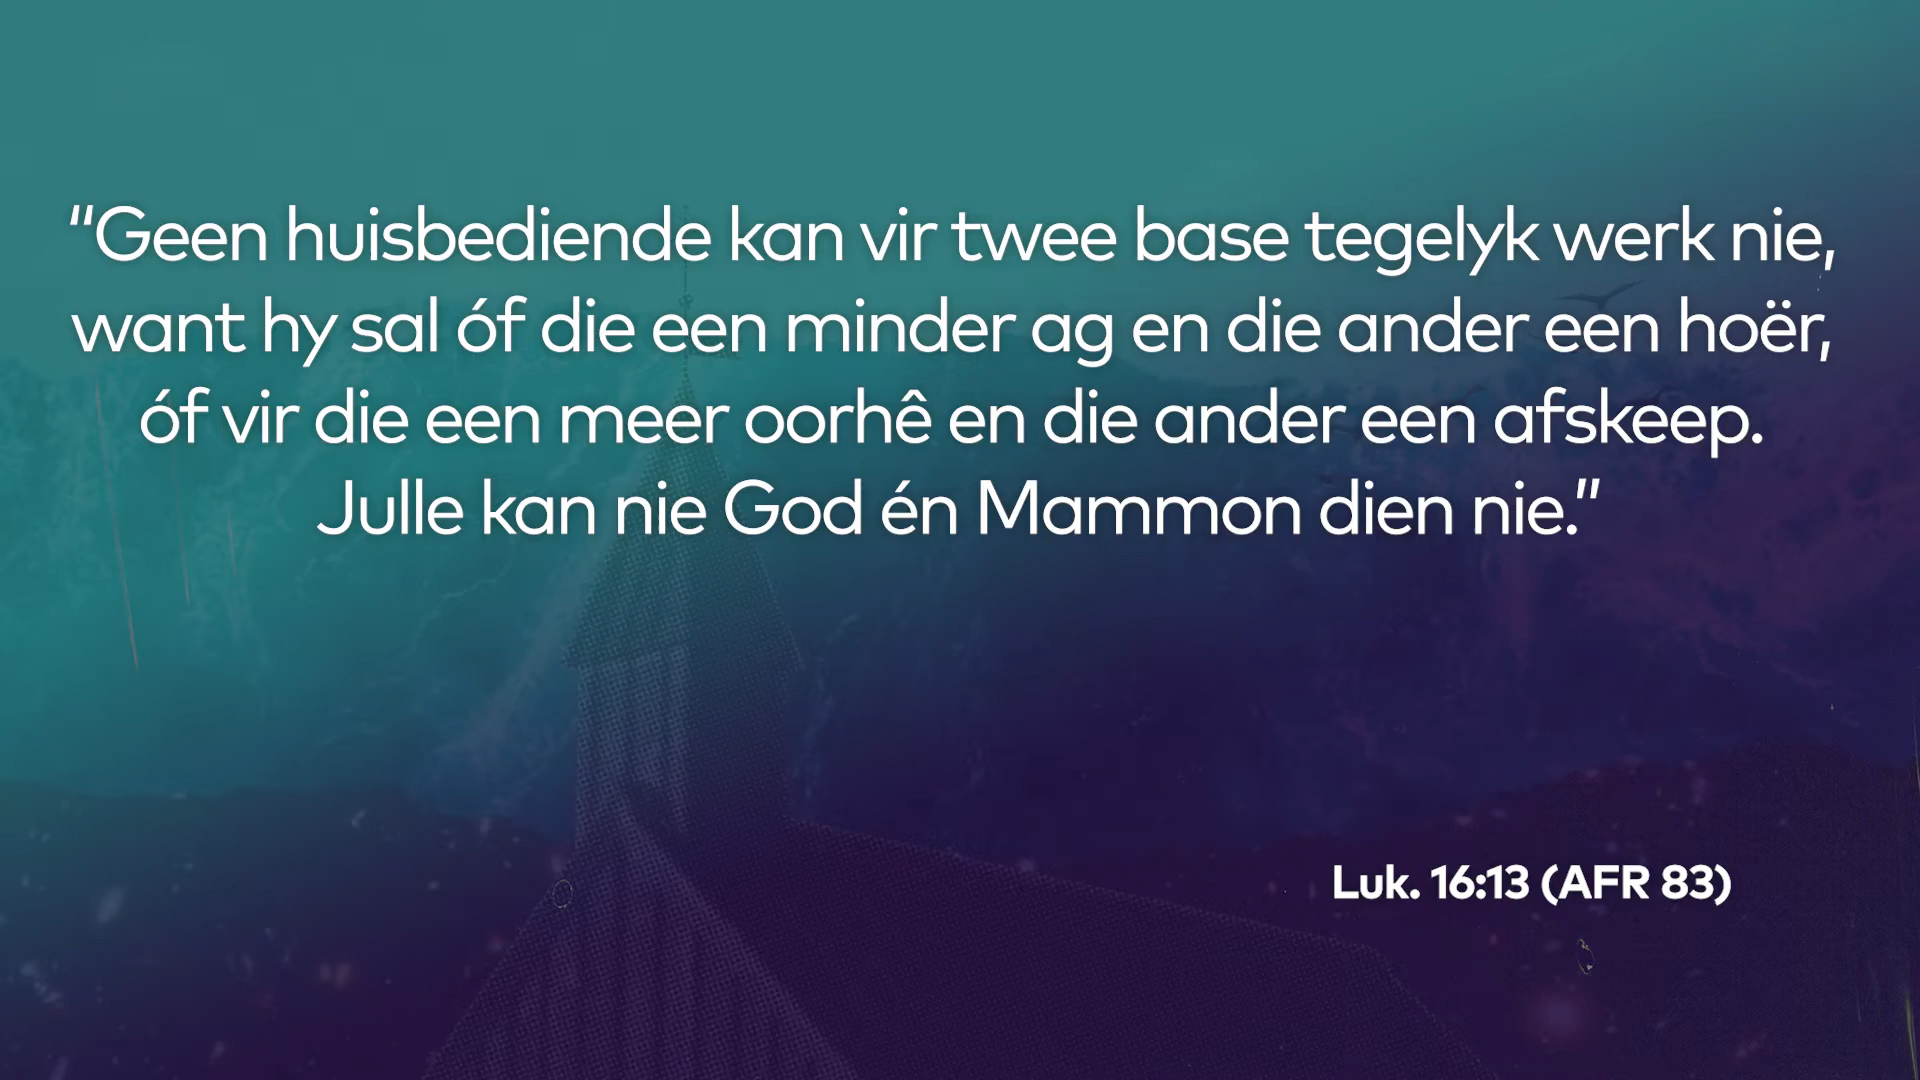 “Geen huisbediende kan vir twee base tegelyk werk nie,
want hy sal óf die een minder ag en die ander een hoër,
óf vir die een meer oorhê en die ander een afskeep.
Julle kan nie God én Mammon dien nie.”
Luk. 16:13 (AFR 83)